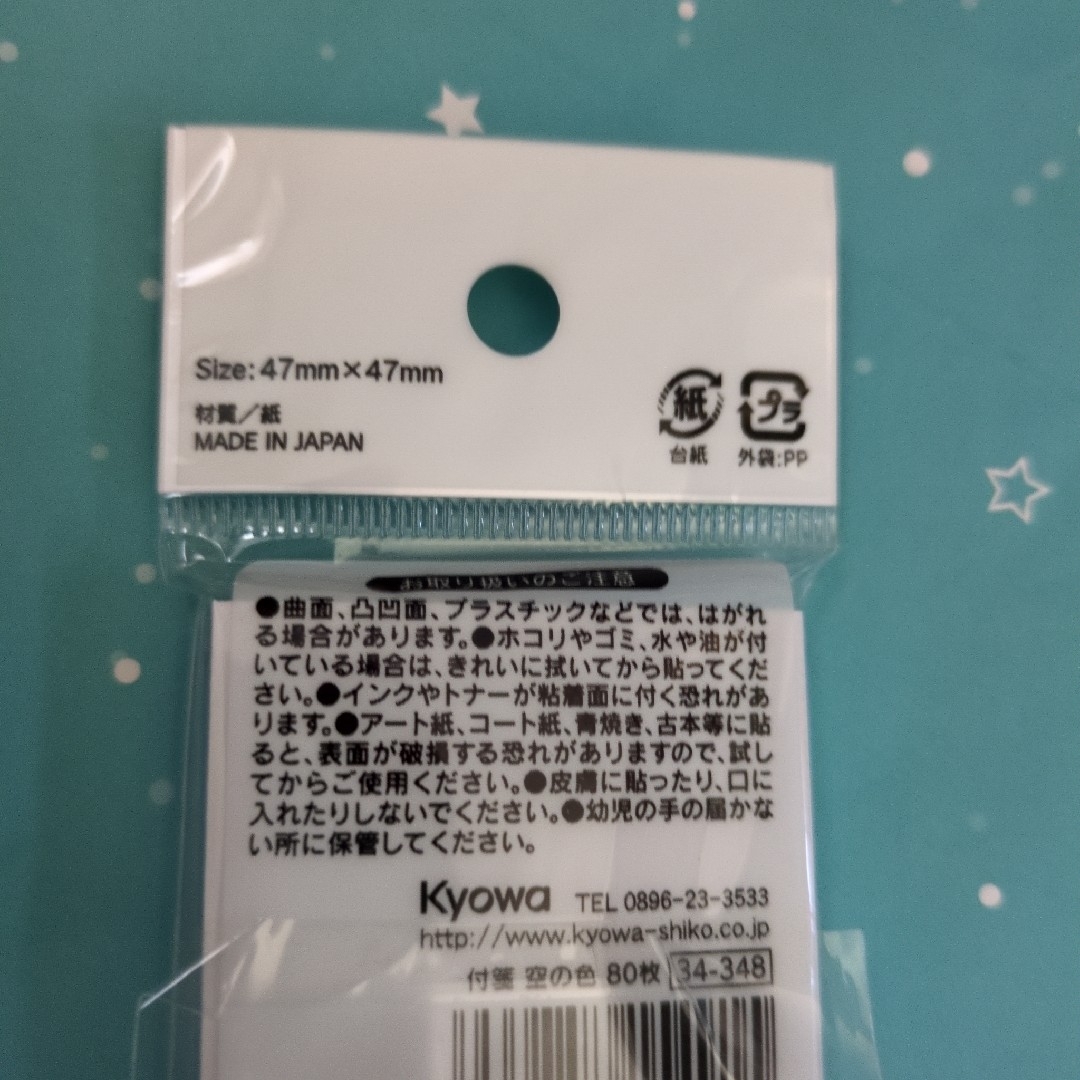 Size:47mm×47mm
材質／紙
MADE IN JAPAN
紙
台紙
プラ
外袋:PP
お取り扱いのご注意
●曲面、凸凹面、プラスチックなどでは、はがれ
る場合があります。●ホコリやゴミ、水や油が付
いている場合は、きれいに拭いてから貼ってくだ
さい。●インクやトナーが粘着面に付く恐れがあ
ります。●アート紙、コート紙、青焼き、古本等に貼
ると、表面が破損する恐れがありますので、試し
てからご使用ください。●皮膚に貼ったり、口に
入れたりしないでください。●幼児の手の届かな
い所に保管してください。
Kyowa TEL 0896-23-3533
http://www.kyowa-shiko.co.jp
付箋 空の色 80枚 34-348